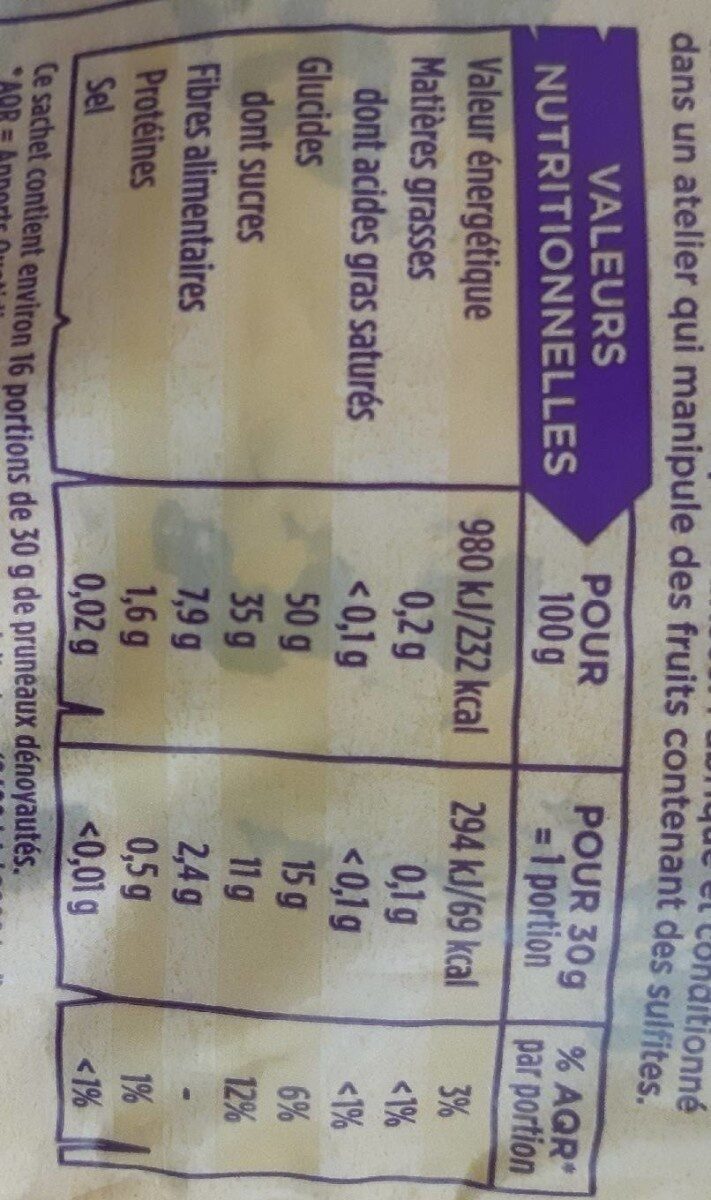 et conditionné
dans un atelier qui manipule des fruits contenant des sulfites.
VALEURS
NUTRITIONNELLES
POUR
100 g
POUR 30 g
= 1 portion
% AQR*
par portion
Valeur énergétique 980 kJ/232 kcal 294 kJ/69 kcal 3%
Matières grasses 0,2 g 0,1 g <1%
dont acides gras saturés <0,1 g <0,1 g <1%
Glucides 50 g 15 g 6%
dont sucres 35 g 11 g 12%
Fibres alimentaires 7,9 g 2,4 g -
Protéines 1,6 g 0,5 g 1%
Sel 0,02 g <0,01 g <1%
Ce sachet contient environ 16 portions de 30 g de pruneaux dénoyautés.
*AQR = Apports